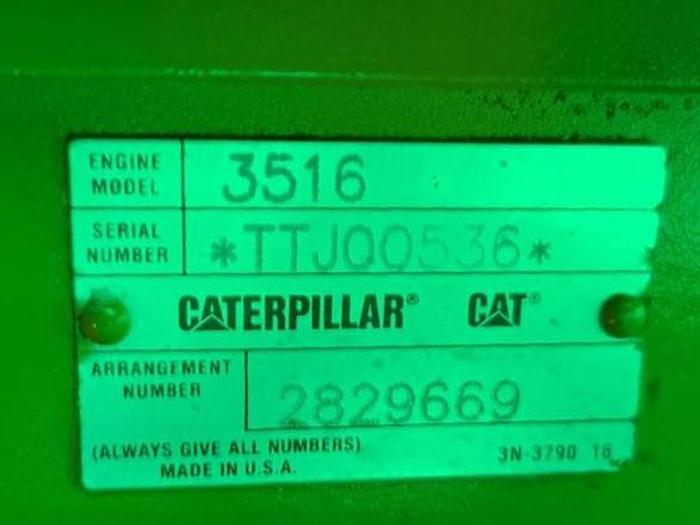 ENGINE MODEL 3516
SERIAL NUMBER *TTJ00536*
CATERPILLAR® CAT®
ARRANGEMENT NUMBER 2829669
(ALWAYS GIVE ALL NUMBERS) 3N-3790 16
MADE IN U.S.A.